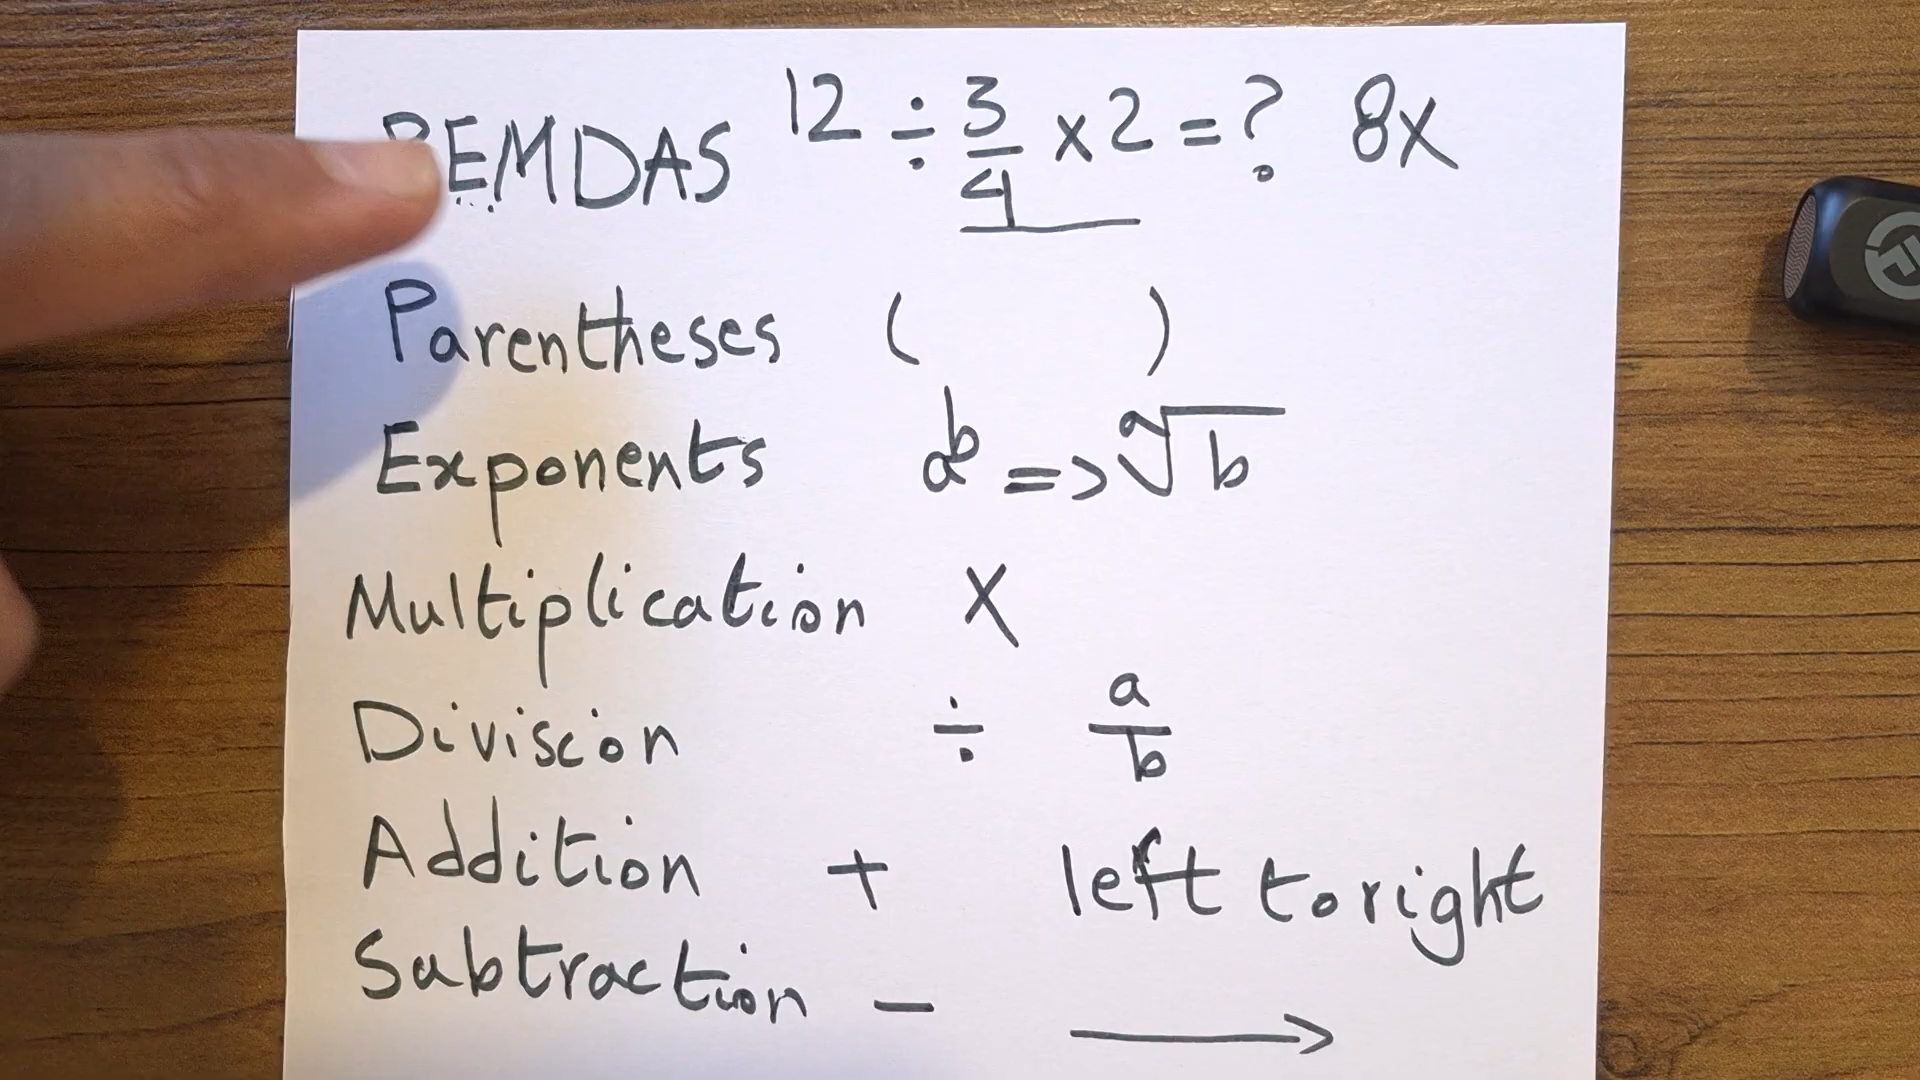 PEMDAS 12 ÷ 3/4 x 2 = ? 8x
Parentheses ( )
Exponents a^b => ᵃ√b
Multiplication X
Division ÷ a/b
Addition + left to right
Subtraction - →